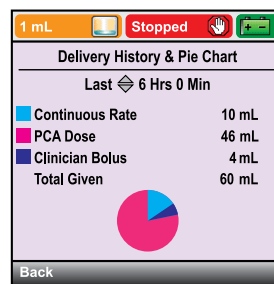 1 mL Stopped + −
Delivery History & Pie Chart
Last 6 Hrs 0 Min
Continuous Rate 10 mL
PCA Dose 46 mL
Clinician Bolus 4 mL
Total Given 60 mL
Back